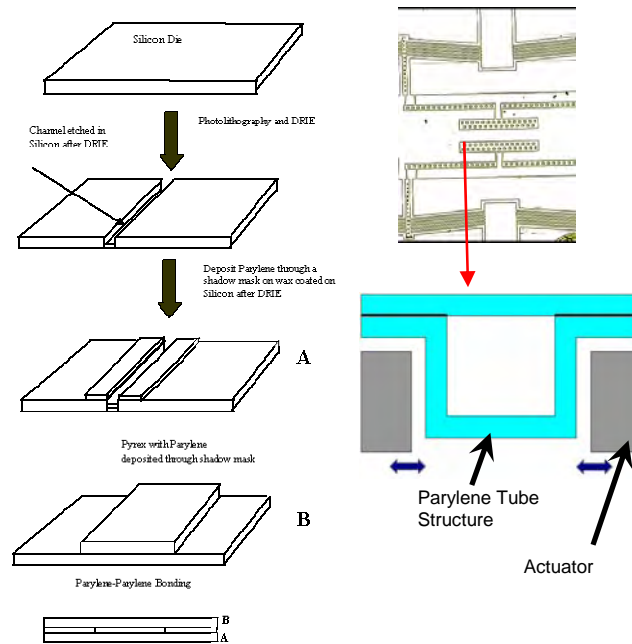 Silicon Die
Photolithography and DRIE
Channel etched in
Silicon after DRIE
Deposit Parylene through a
shadow mask on wax coated on
Silicon after DRIE
A
Pyrex with Parylene
deposited through shadow mask
B
Parylene-Parylene Bonding
B
A
Parylene Tube
Structure
Actuator